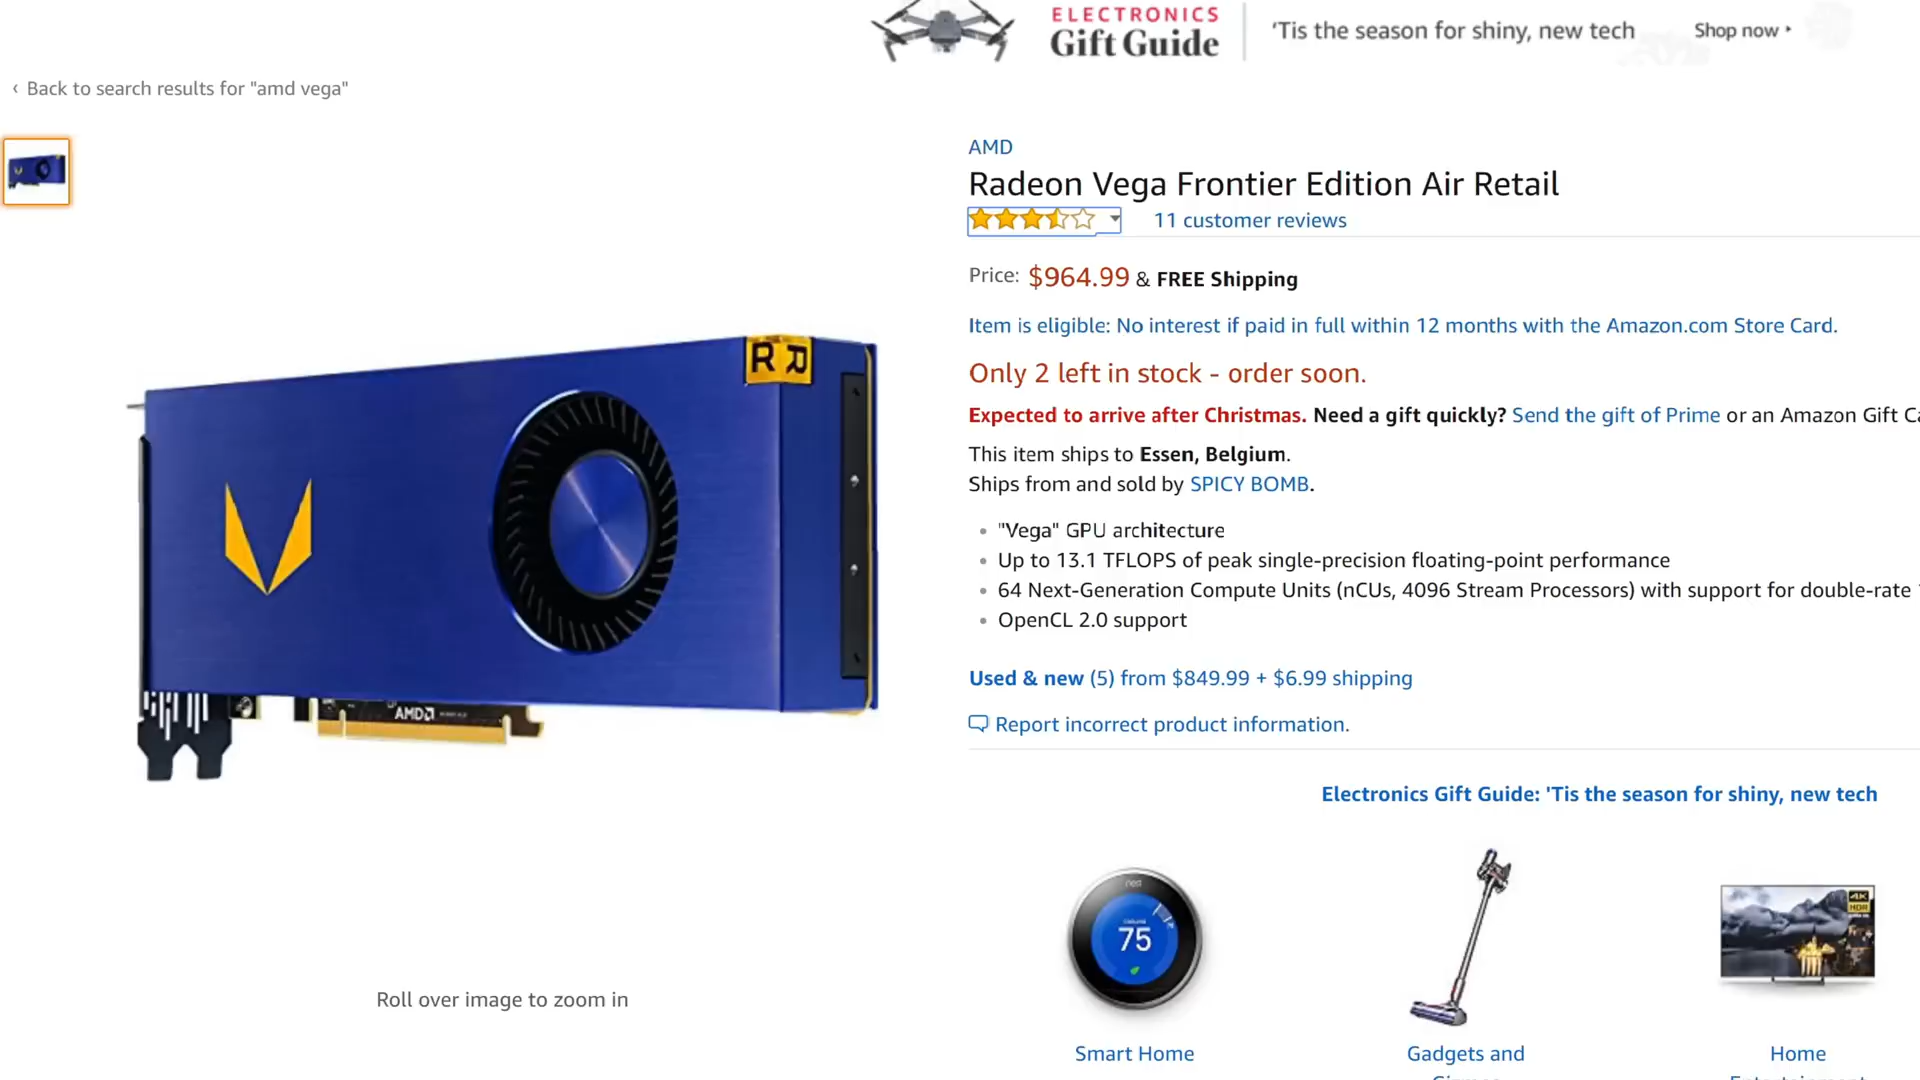 ELECTRONICS
Gift Guide
'Tis the season for shiny, new tech
Shop now
‹ Back to search results for "amd vega"
AMD
Radeon Vega Frontier Edition Air Retail
11 customer reviews
Price: $964.99 & FREE Shipping
Item is eligible: No interest if paid in full within 12 months with the Amazon.com Store Card.
Only 2 left in stock - order soon.
Expected to arrive after Christmas. Need a gift quickly? Send the gift of Prime or an Amazon Gift
This item ships to Essen, Belgium.
Ships from and sold by SPICY BOMB.
• "Vega" GPU architecture
• Up to 13.1 TFLOPS of peak single-precision floating-point performance
• 64 Next-Generation Compute Units (nCUs, 4096 Stream Processors) with support for double-rate
• OpenCL 2.0 support
Used & new (5) from $849.99 + $6.99 shipping
Report incorrect product information.
R R
AMD
Roll over image to zoom in
Electronics Gift Guide: 'Tis the season for shiny, new tech
nest
75
4K
HDR
Smart Home
Gadgets and
Home